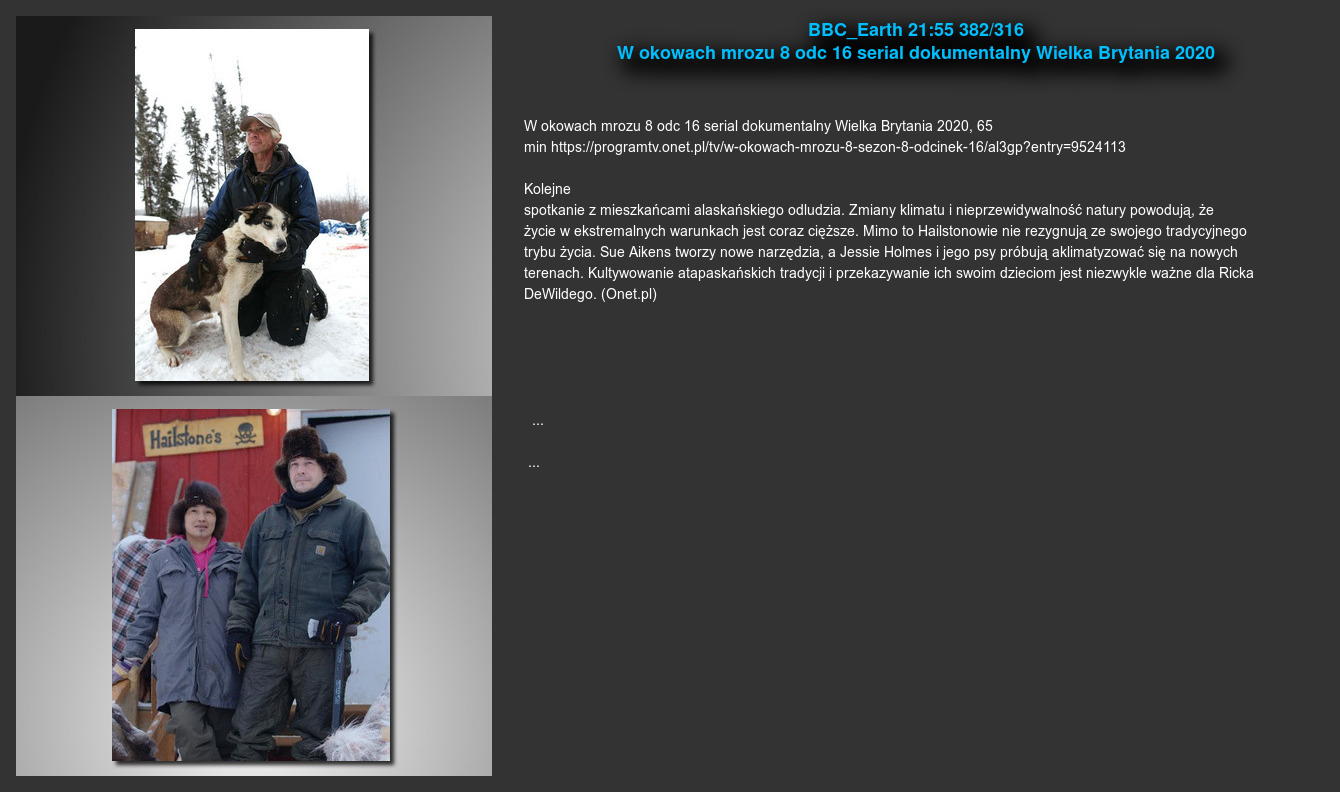 BBC_Earth 21:55 382/316
W okowach mrozu 8 odc 16 serial dokumentalny Wielka Brytania 2020
W okowach mrozu 8 odc 16 serial dokumentalny Wielka Brytania 2020, 65
min https://programtv.onet.pl/tv/w-okowach-mrozu-8-sezon-8-odcinek-16/al3gp?entry=9524113
Kolejne
spotkanie z mieszkańcami alaskańskiego odludzia. Zmiany klimatu i nieprzewidywalność natury powodują, że
życie w ekstremalnych warunkach jest coraz cięższe. Mimo to Hailstonowie nie rezygnują ze swojego tradycyjnego
trybu życia. Sue Aikens tworzy nowe narzędzia, a Jessie Holmes i jego psy próbują aklimatyzować się na nowych
terenach. Kultywowanie atapaskańskich tradycji i przekazywanie ich swoim dzieciom jest niezwykle ważne dla Ricka
DeWildego. (Onet.pl)
...
...
Hailstone's